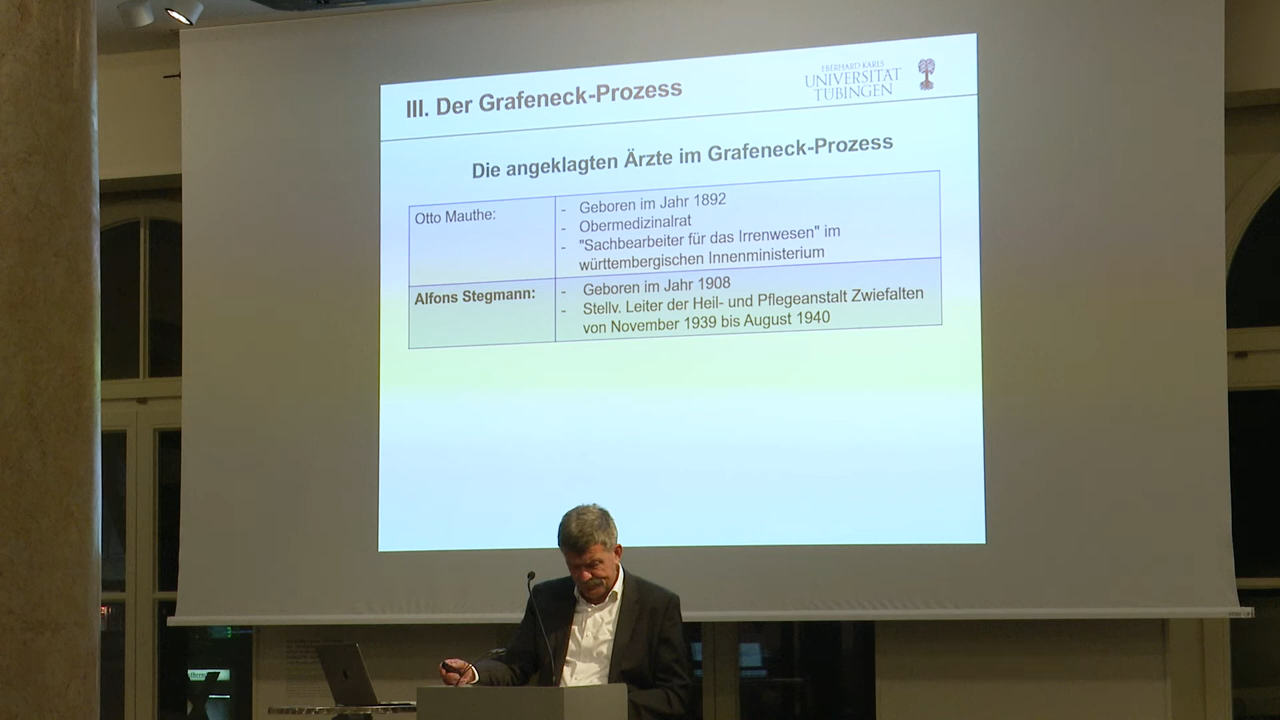 III. Der Grafeneck-Prozess
EBERHARD KARLS
UNIVERSITÄT
TÜBINGEN
Die angeklagten Ärzte im Grafeneck-Prozess
Otto Mauthe:
- Geboren im Jahr 1892
- Obermedizinalrat
- "Sachbearbeiter für das Irrenwesen" im
württembergischen Innenministerium
Alfons Stegmann:
- Geboren im Jahr 1908
- Stellv. Leiter der Heil- und Pflegeanstalt Zwiefalten
von November 1939 bis August 1940